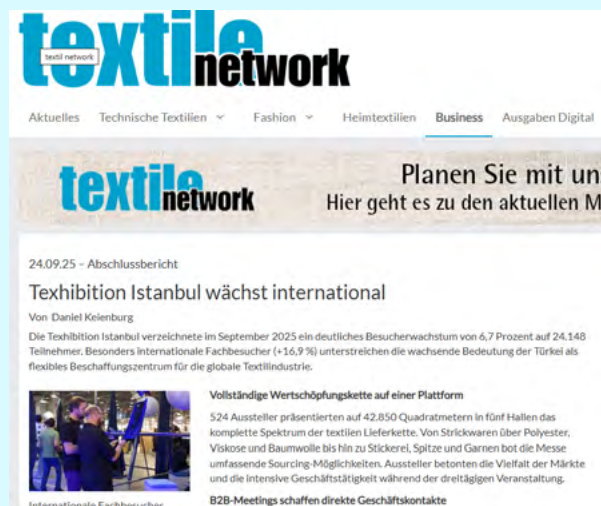 textile network
textil network
Aktuelles Technische Textilien Fashion Heimtextilien Business Ausgaben Digital
textile network
Planen Sie mit un
Hier geht es zu den aktuellen M
24.09.25 – Abschlussbericht
Texhibition Istanbul wächst international
Von Daniel Keienburg
Die Texhibition Istanbul verzeichnete im September 2025 ein deutliches Besucherwachstum von 6,7 Prozent auf 24.148
Teilnehmer. Besonders internationale Fachbesucher (+16,9 %) unterstreichen die wachsende Bedeutung der Türkei als
flexibles Beschaffungszentrum für die globale Textilindustrie.
Vollständige Wertschöpfungskette auf einer Plattform
524 Aussteller präsentierten auf 42.850 Quadratmetern in fünf Hallen das
komplette Spektrum der textilen Lieferkette. Von Strickwaren über Polyester,
Viskose und Baumwolle bis hin zu Stickerei, Spitze und Garnen bot die Messe
umfassende Sourcing-Möglichkeiten. Aussteller betonten die Vielfalt der Märkte
und die intensive Geschäftstätigkeit während der dreitägigen Veranstaltung.
B2B-Meetings schaffen direkte Geschäftskontakte
Internationale Fachbesucher